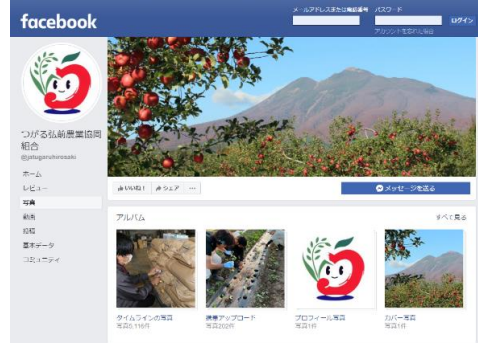 facebook
メールアドレスまたは電話番号 パスワード
ログイン
アカウントを忘れた場合
つがる弘前農業協同
組合
@jatugaruhirosaki
ホーム
レビュー
写真
動画
投稿
基本データ
コミュニティ
いいね！ シェア ...
メッセージを送る
アルバム
すべて見る
タイムラインの写真
写真5,116件
携帯アップロード
写真202件
プロフィール写真
写真1件
カバー写真
写真1件